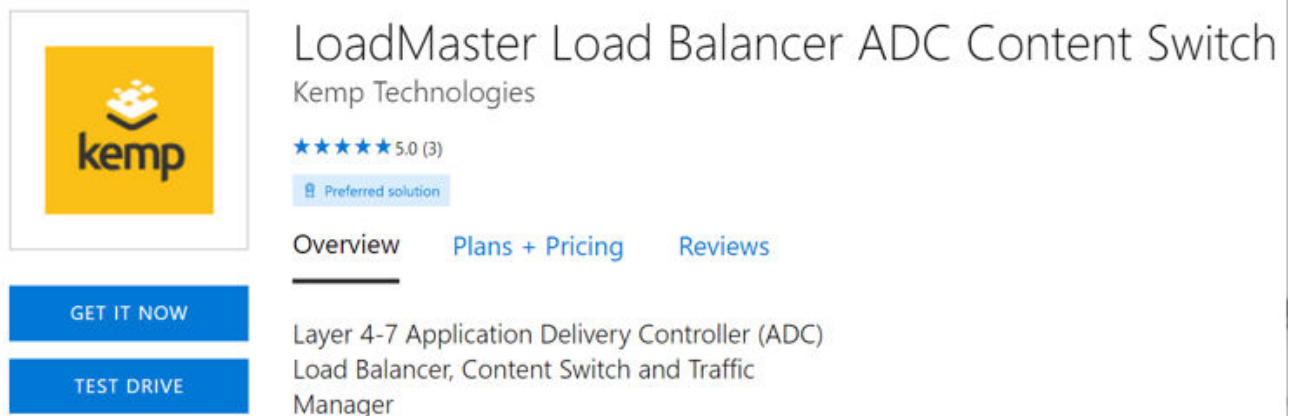 kemp
LoadMaster Load Balancer ADC Content Switch
Kemp Technologies
5.0 (3)
Preferred solution
Overview Plans + Pricing Reviews
GET IT NOW
TEST DRIVE
Layer 4-7 Application Delivery Controller (ADC)
Load Balancer, Content Switch and Traffic
Manager